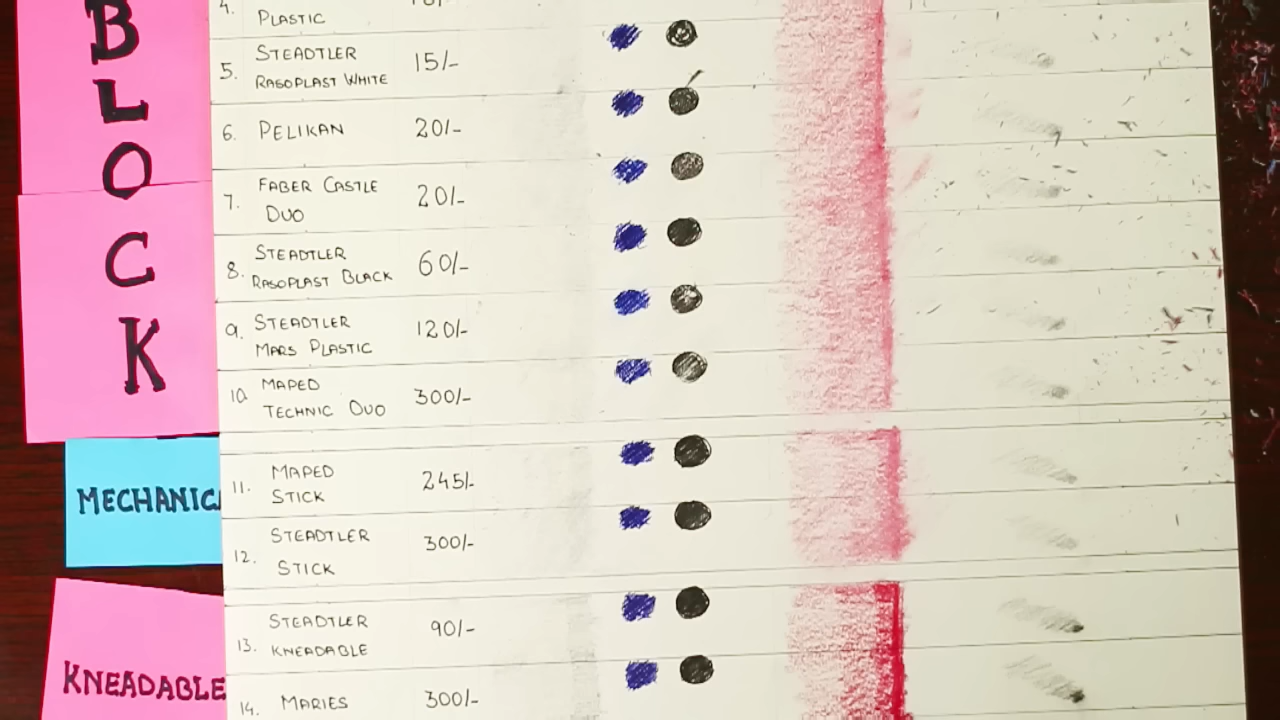 BLOCK
4. PLASTIC
5. STEADTLER RASOPLAST WHITE 15/-
6. PELIKAN 20/-
7. FABER CASTLE DUO 20/-
8. STEADTLER RASOPLAST BLACK 60/-
9. STEADTLER MARS PLASTIC 120/-
10. MAPED TECHNIC DUO 300/-
MECHANICA
11. MAPED STICK 245/-
12. STEADTLER STICK 300/-
KNEADABLE
13. STEADTLER KNEADABLE 90/-
14. MARIES 300/-